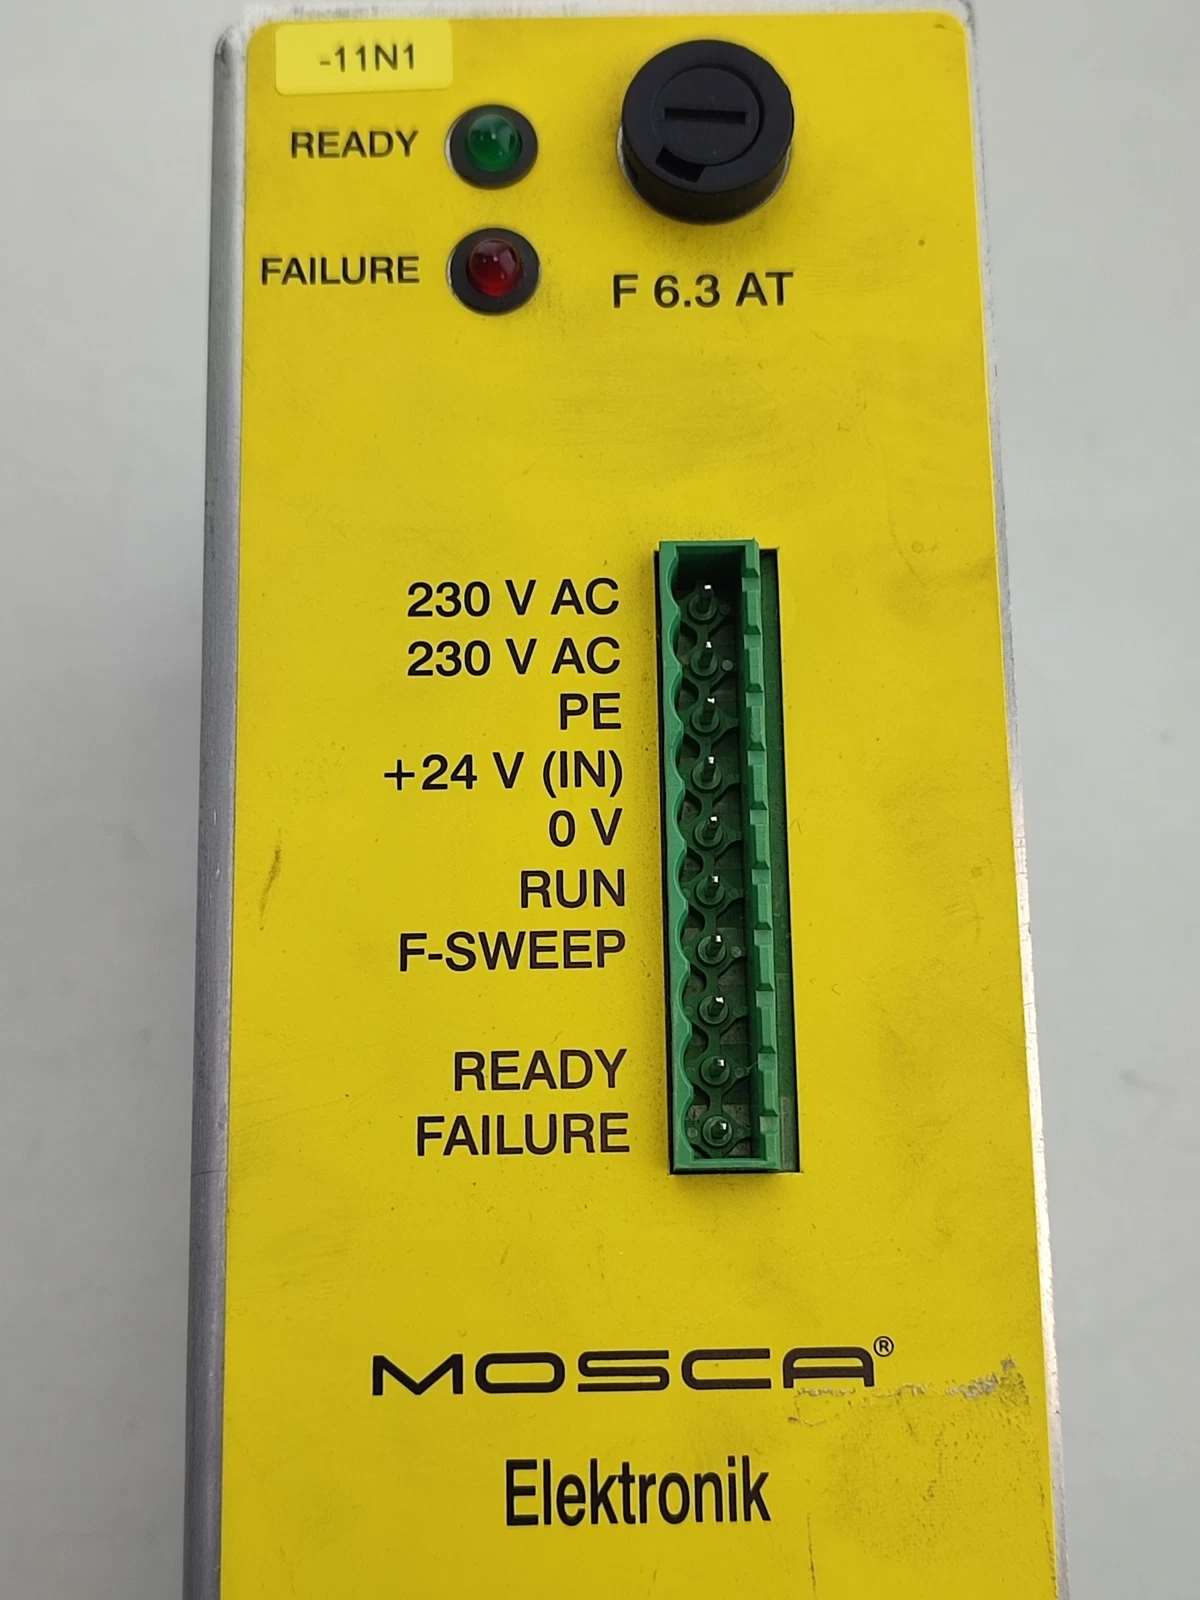 -11N1
READY
FAILURE
F 6.3 AT
230 V AC
230 V AC
PE
+24 V (IN)
0 V
RUN
F-SWEEP
READY
FAILURE
MOSCA®
Elektronik